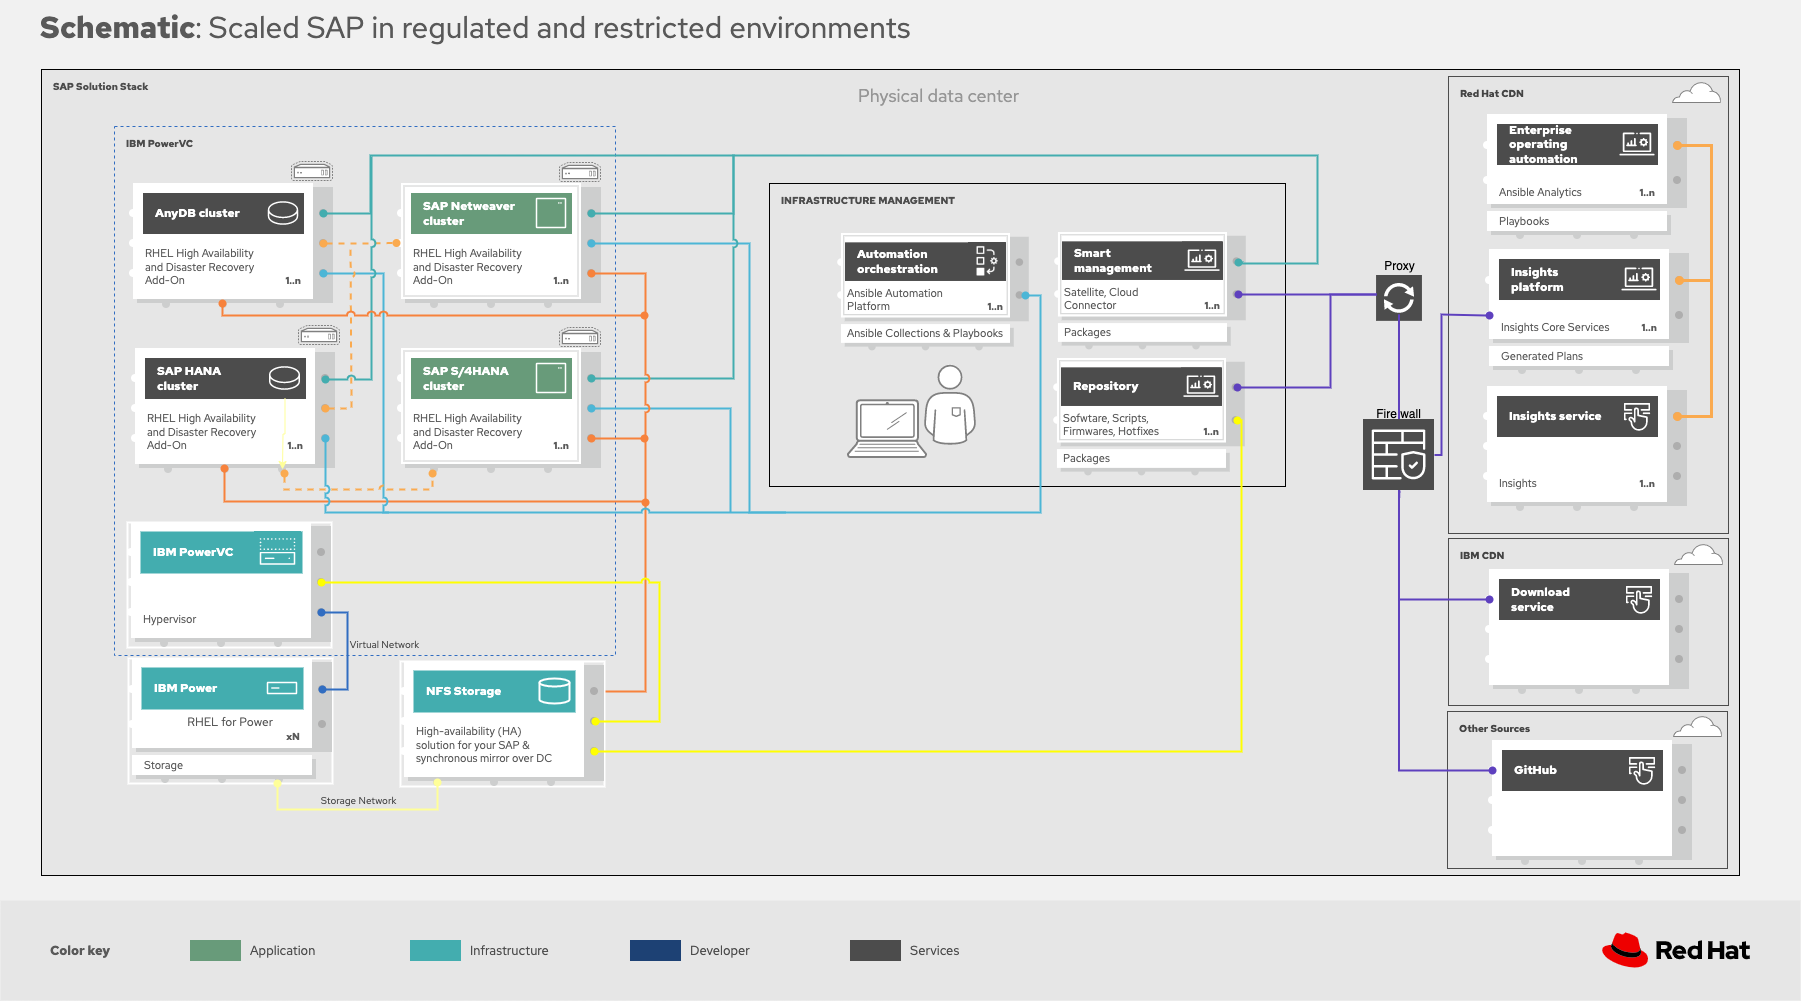 Schematic: Scaled SAP in regulated and restricted environments
SAP Solution Stack
Physical data center
IBM PowerVC
AnyDB cluster
RHEL High Availability
and Disaster Recovery
Add-On
1..n
SAP Netweaver
cluster
RHEL High Availability
and Disaster Recovery
Add-On
1..n
SAP HANA
cluster
RHEL High Availability
and Disaster Recovery
Add-On
1..n
SAP S/4HANA
cluster
RHEL High Availability
and Disaster Recovery
Add-On
1..n
IBM PowerVC
Hypervisor
Virtual Network
IBM Power
RHEL for Power
xN
Storage
NFS Storage
High-availability (HA)
solution for your SAP &
synchronous mirror over DC
Storage Network
INFRASTRUCTURE MANAGEMENT
Automation
orchestration
Ansible Automation
Platform
1..n
Ansible Collections & Playbooks
Smart
management
Satellite, Cloud
Connector
1..n
Packages
Repository
Sofwtare, Scripts,
Firmwares, Hotfixes
1..n
Packages
Proxy
Firewall
Red Hat CDN
Enterprise
operating
automation
Ansible Analytics
1..n
Playbooks
Insights
platform
Insights Core Services
1..n
Generated Plans
Insights service
Insights
1..n
IBM CDN
Download
service
Other Sources
GitHub
Color key
Application
Infrastructure
Developer
Services
Red Hat